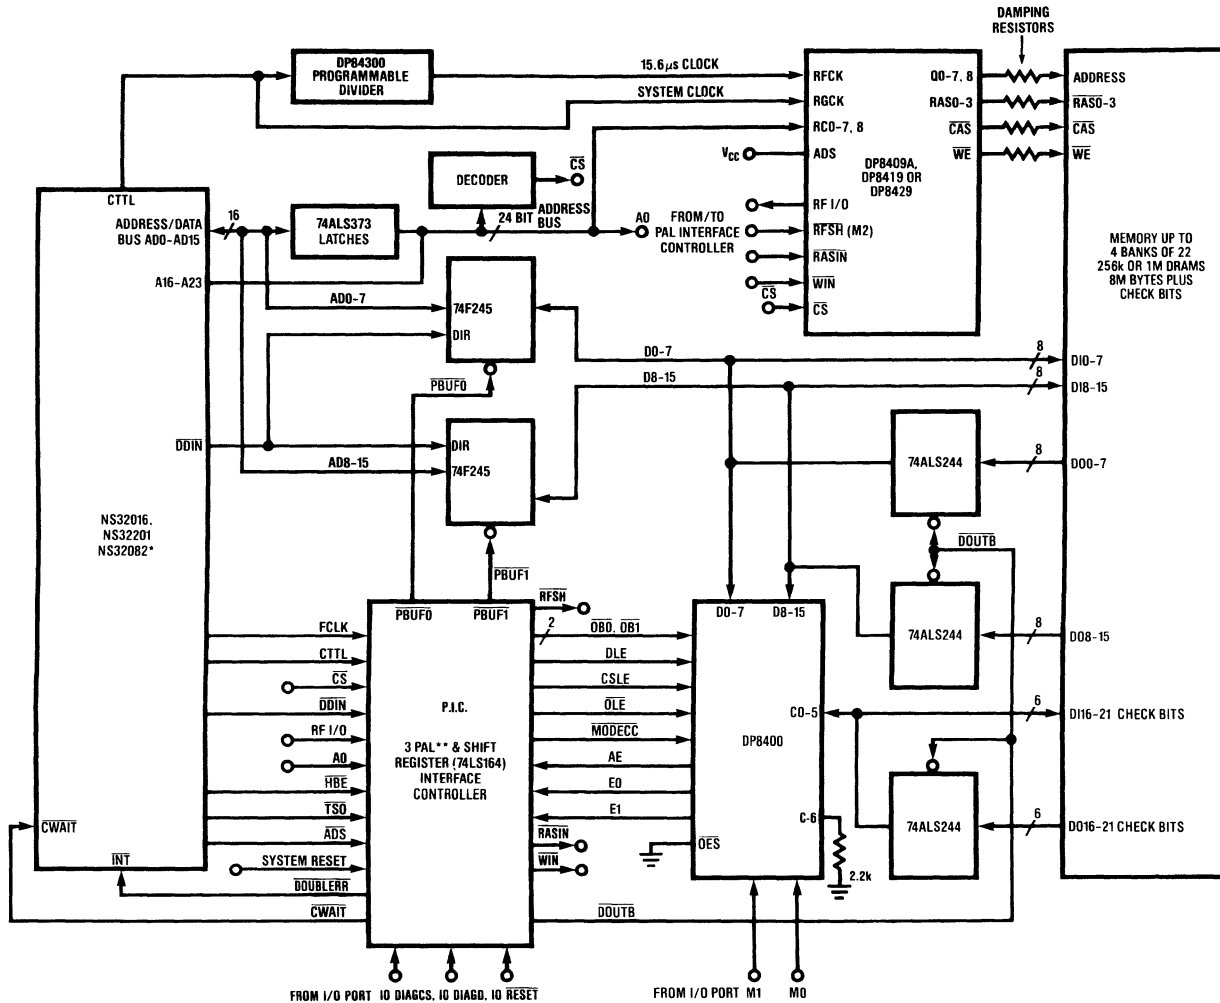 DAMPING
RESISTORS
DP84300
PROGRAMMABLE
DIVIDER
15.6μs CLOCK
SYSTEM CLOCK
RFCK
RGCK
RC0-7, 8
VCC
ADS
RF I/O
RFSH (M2)
RASIN
WIN
CS
CS
DP8409A,
DP8419 OR
DP8429
Q0-7, 8
RAS0-3
CAS
WE
ADDRESS
RAS0-3
CAS
WE
MEMORY UP TO
4 BANKS OF 22
256k OR 1M DRAMS
8M BYTES PLUS
CHECK BITS
DECODER
CS
24 BIT
ADDRESS
BUS
A0
FROM/TO
PAL INTERFACE
CONTROLLER
CTTL
ADDRESS/DATA
BUS AD0-AD15
16
74ALS373
LATCHES
A16-A23
AD0-7
74F245
DIR
PBUF0
D0-7
8
DI0-7
D8-15
8
DI8-15
DDIN
DIR
AD8-15
74F245
PBUF1
74ALS244
8
DO0-7
DOUTB
NS32016,
NS32201
NS32082*
74ALS244
8
DO8-15
PBUF0
PBUF1
RFSH
D0-7
D8-15
FCLK
CTTL
CS
DDIN
RF I/O
A0
HBE
TSO
ADS
SYSTEM RESET
DOUBLERR
CWAIT
CWAIT
INT
P.I.C.
3 PAL** & SHIFT
REGISTER (74LS164)
INTERFACE
CONTROLLER
2
OB0, OB1
DLE
CSLE
OLE
MODECC
AE
E0
E1
RASIN
WIN
DOUTB
DP8400
C0-5
C-6
OES
2.2k
6
DI16-21 CHECK BITS
74ALS244
6
DO16-21 CHECK BITS
FROM I/O PORT IO DIAGCS, IO DIAGD, IO RESET
FROM I/O PORT M1
M0